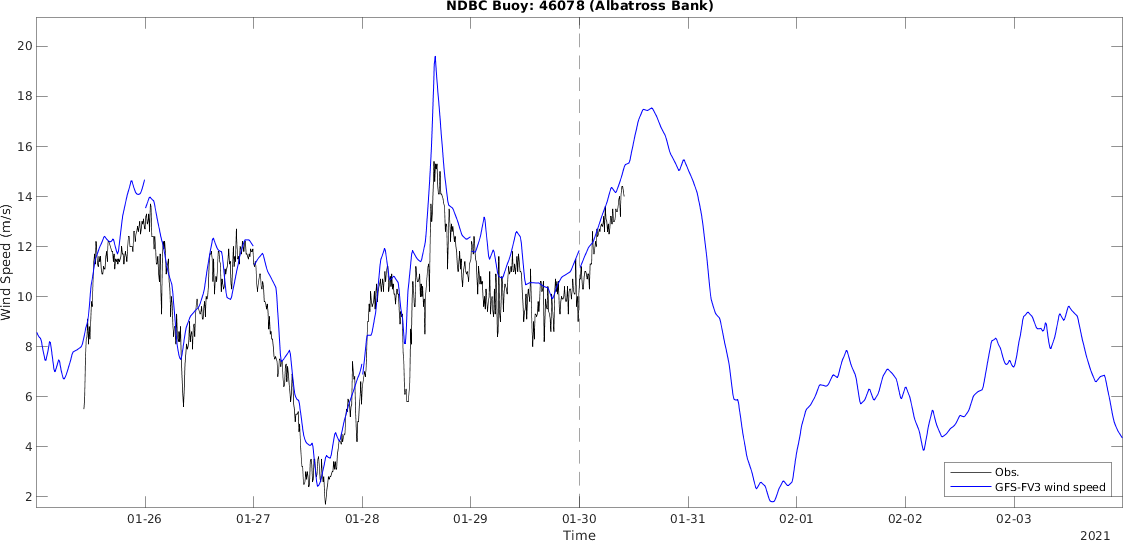 NDBC Buoy: 46078 (Albatross Bank)
Wind Speed (m/s)
20
18
16
14
12
10
8
6
4
2
Obs.
GFS-FV3 wind speed
01-26 01-27 01-28 01-29 01-30 01-31 02-01 02-02 02-03
Time
2021